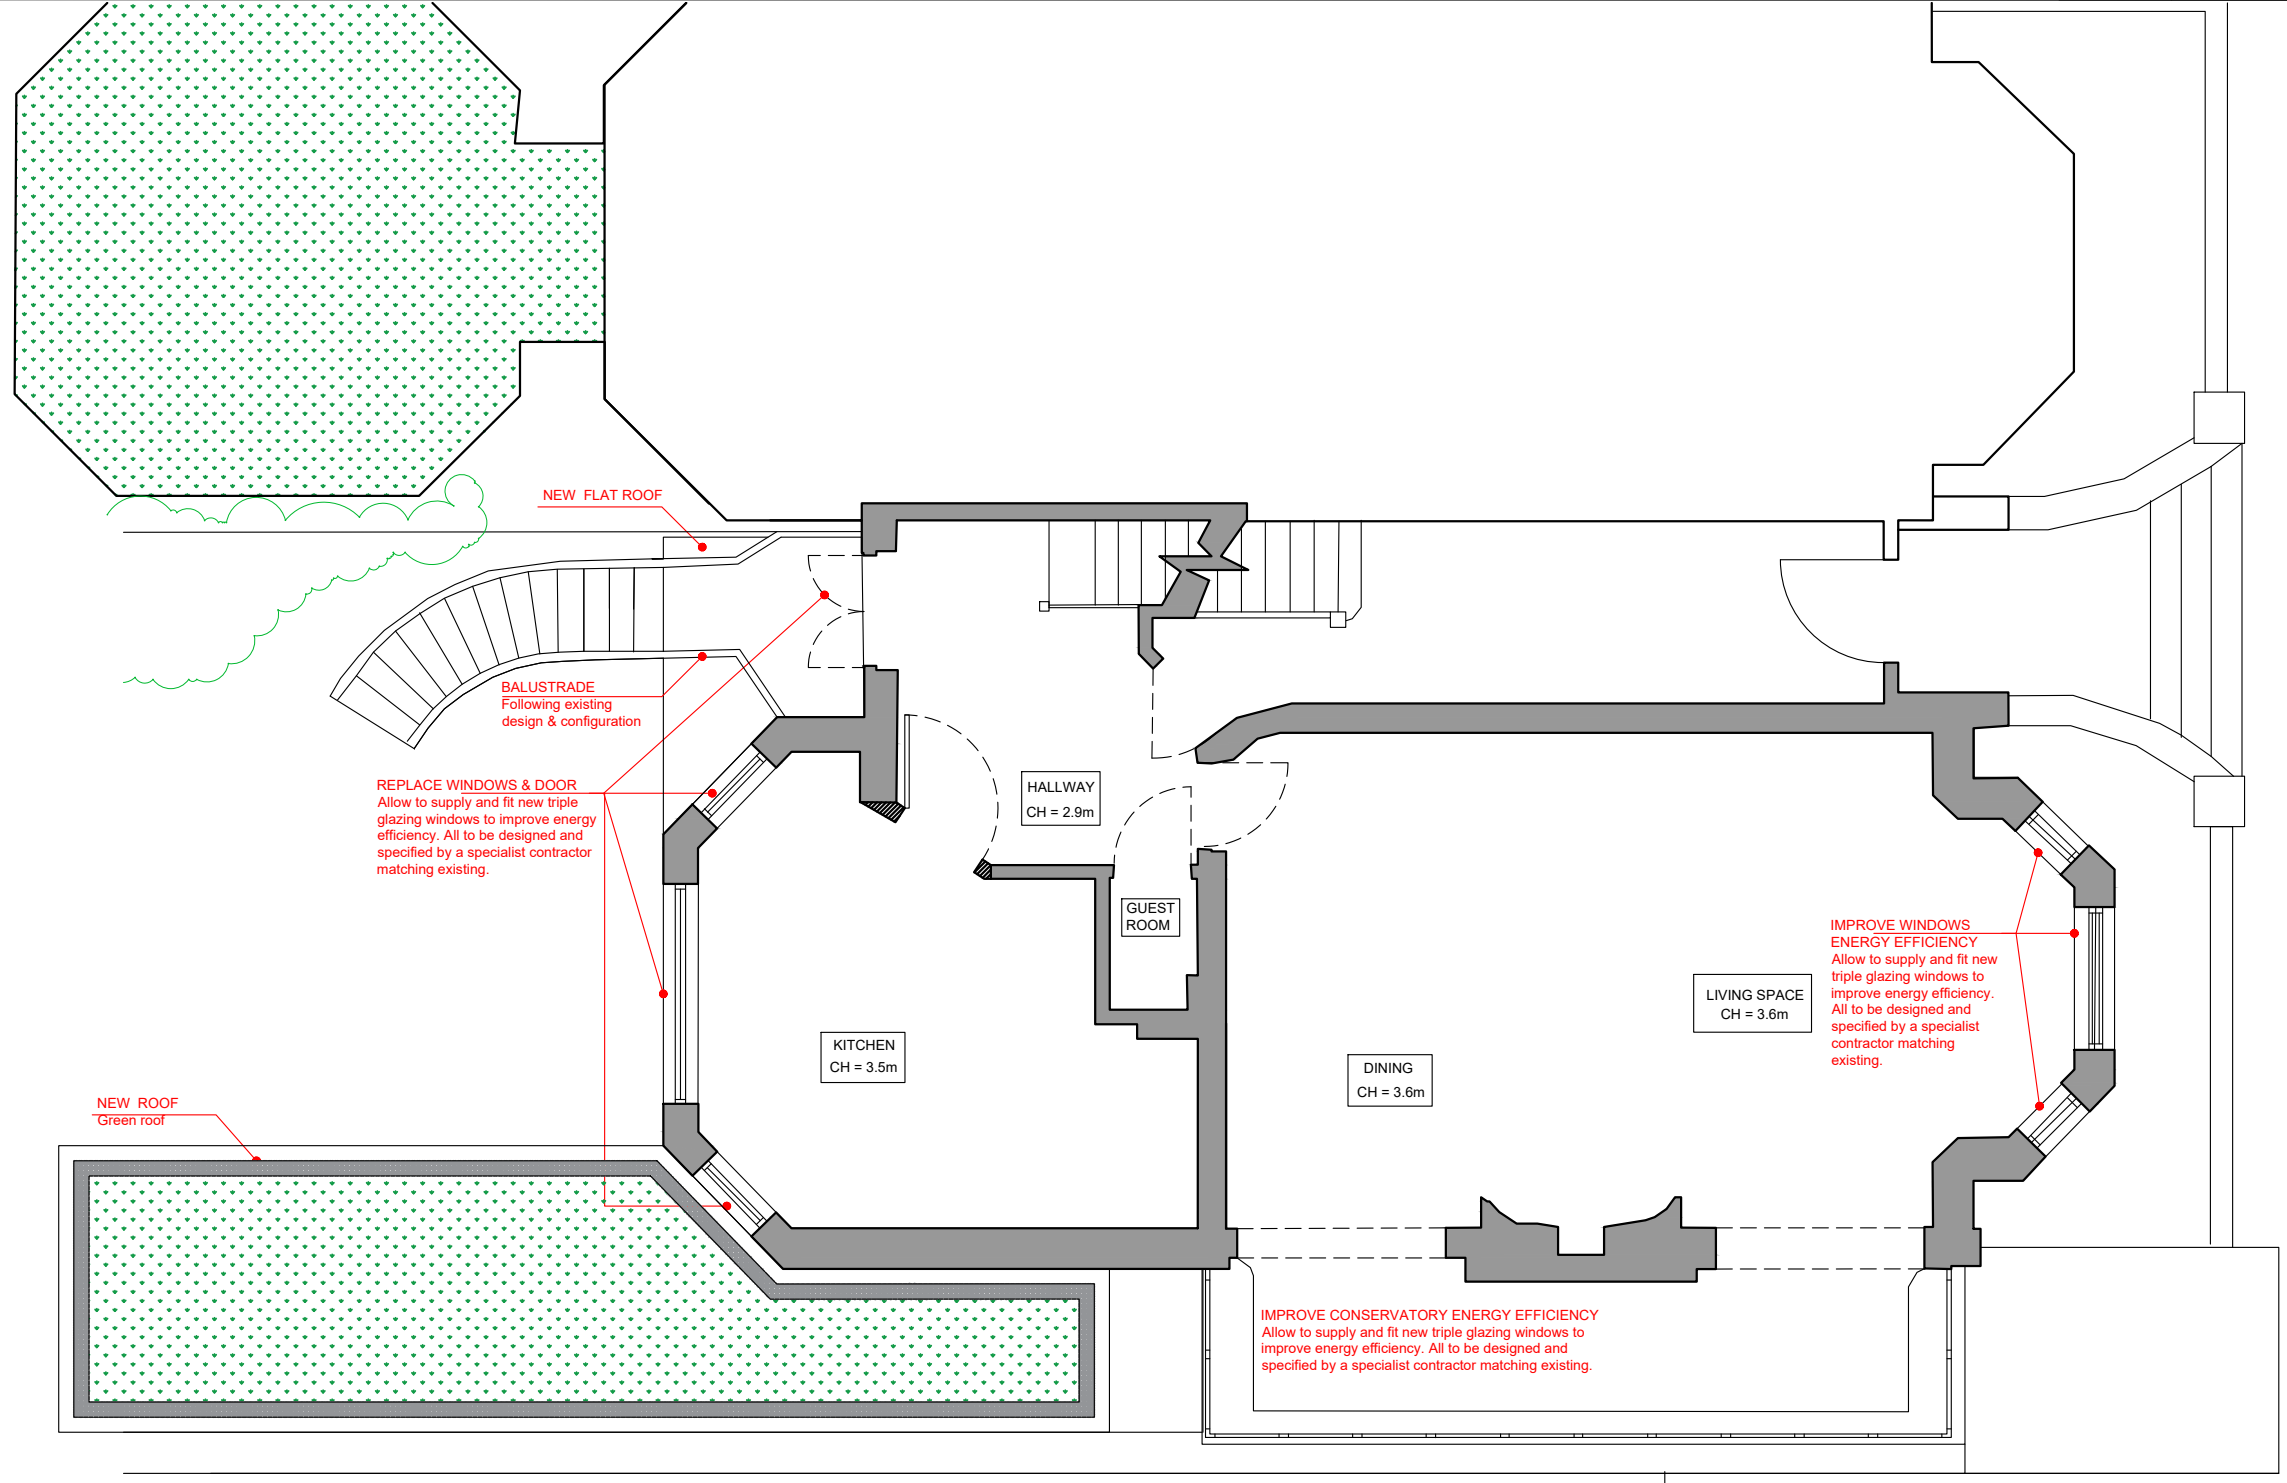 NEW FLAT ROOF
BALUSTRADE
Following existing
design & configuration
REPLACE WINDOWS & DOOR
Allow to supply and fit new triple
glazing windows to improve energy
efficiency. All to be designed and
specified by a specialist contractor
matching existing.
HALLWAY
CH = 2.9m
GUEST
ROOM
IMPROVE WINDOWS
ENERGY EFFICIENCY
Allow to supply and fit new
triple glazing windows to
improve energy efficiency.
All to be designed and
specified by a specialist
contractor matching
existing.
LIVING SPACE
CH = 3.6m
KITCHEN
CH = 3.5m
DINING
CH = 3.6m
NEW ROOF
Green roof
IMPROVE CONSERVATORY ENERGY EFFICIENCY
Allow to supply and fit new triple glazing windows to
improve energy efficiency. All to be designed and
specified by a specialist contractor matching existing.